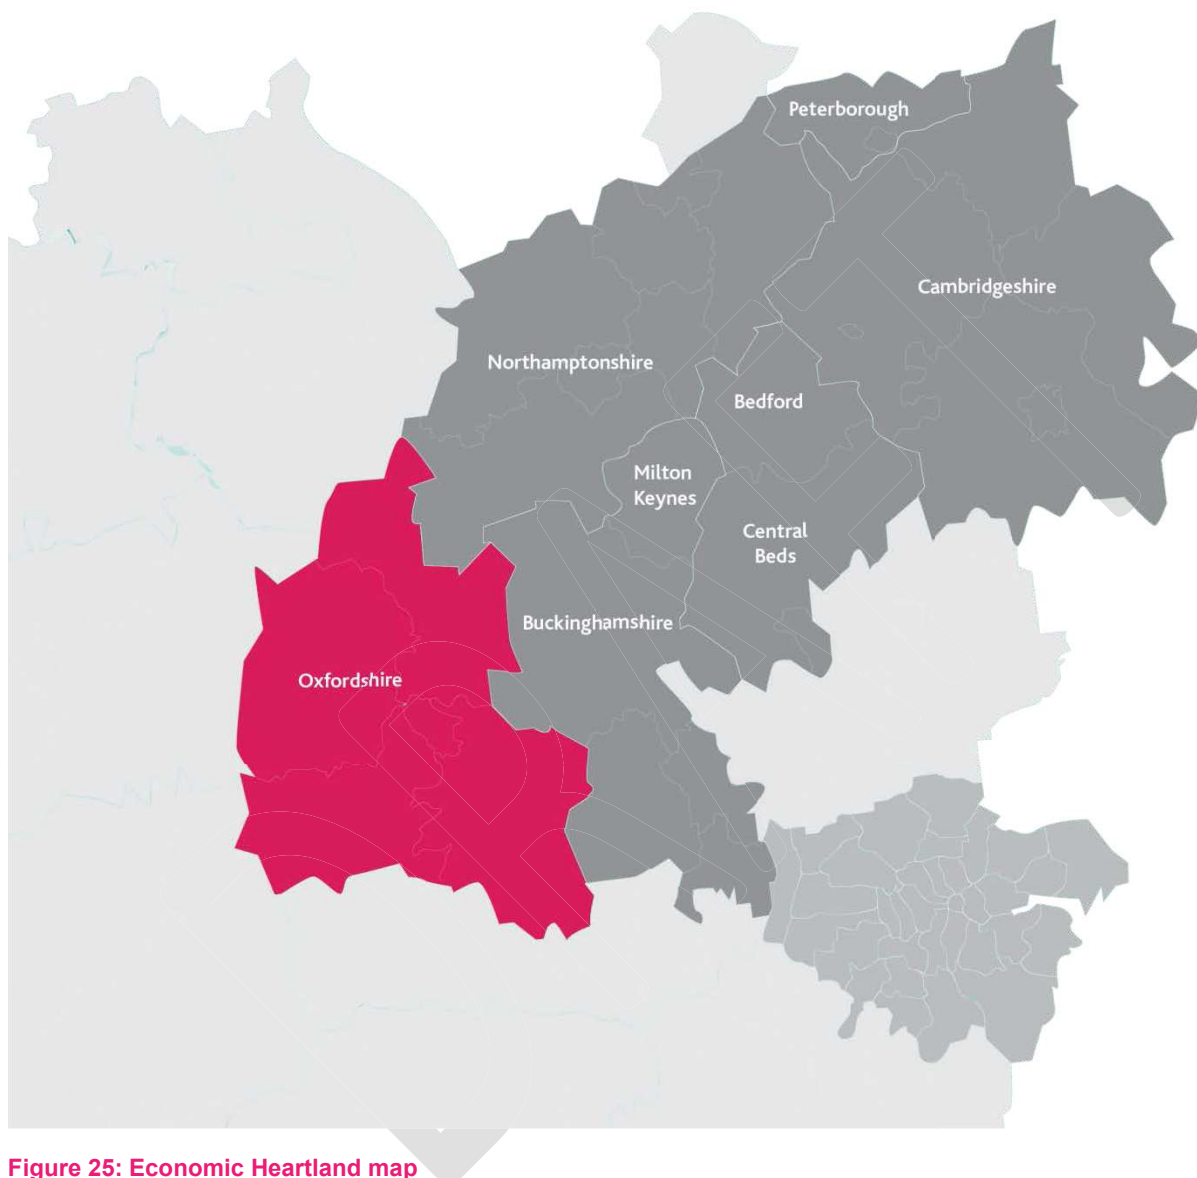 Peterborough
Cambridgeshire
Northamptonshire
Bedford
Milton
Keynes
Central
Beds
Buckinghamshire
Oxfordshire
Figure 25: Economic Heartland map